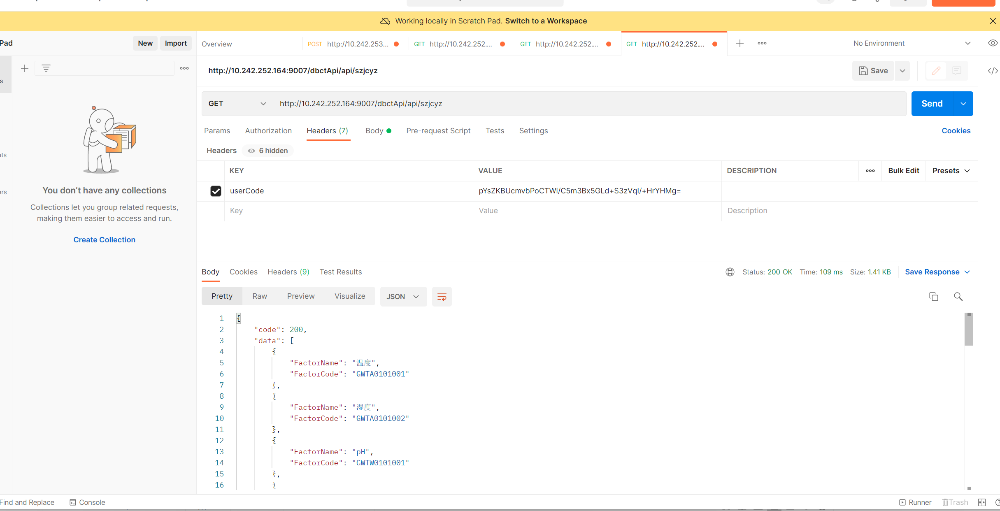 Working locally in Scratch Pad. Switch to a Workspace
Pad
New
Import
Overview
POST http://10.242.253...
GET http://10.242.252....
GET http://10.242.252....
GET http://10.242.252....
No Environment
http://10.242.252.164:9007/dbctApi/api/szjcyz
Save
GET
http://10.242.252.164:9007/dbctApi/api/szjcyz
Send
Params
Authorization
Headers (7)
Body
Pre-request Script
Tests
Settings
Cookies
Headers
6 hidden
KEY
VALUE
DESCRIPTION
Bulk Edit
Presets
userCode
pYsZKBUcmvbPoCTWi/C5m3Bx5GLd+S3zVqI/+HrYHMg=
Key
Value
Description
You don't have any collections
Collections let you group related requests,
making them easier to access and run.
Create Collection
Body
Cookies
Headers (9)
Test Results
Status: 200 OK
Time: 109 ms
Size: 1.41 KB
Save Response
Pretty
Raw
Preview
Visualize
JSON
1 {
2 "code": 200,
3 "data": [
4 {
5 "FactorName": "温度",
6 "FactorCode": "GWTA0101001"
7 },
8 {
9 "FactorName": "湿度",
10 "FactorCode": "GWTA0101002"
11 },
12 {
13 "FactorName": "pH",
14 "FactorCode": "GWTW0101001"
15 },
16 {
Find and Replace
Console
Runner
Trash